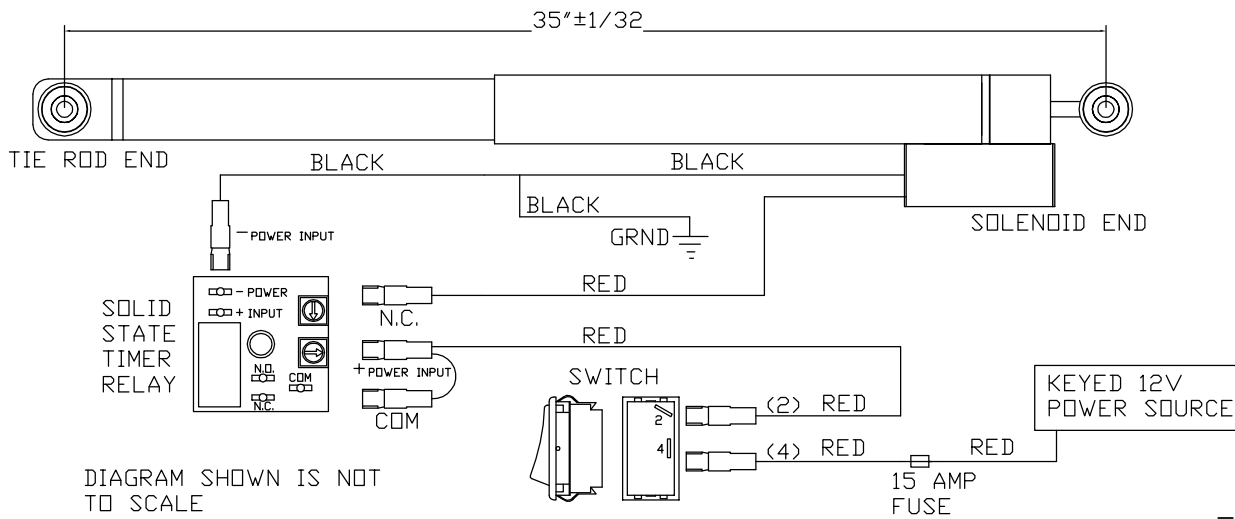 35"±1/32
TIE ROD END
BLACK
BLACK
BLACK
GRND
SOLENOID END
- POWER INPUT
SOLID
STATE
TIMER
RELAY
- POWER
+ INPUT
N.O.
COM
N.C.
RED
N.C.
RED
+ POWER INPUT
COM
SWITCH
2
4
(2) RED
(4) RED
RED
15 AMP
FUSE
KEYED 12V
POWER SOURCE
DIAGRAM SHOWN IS NOT
TO SCALE